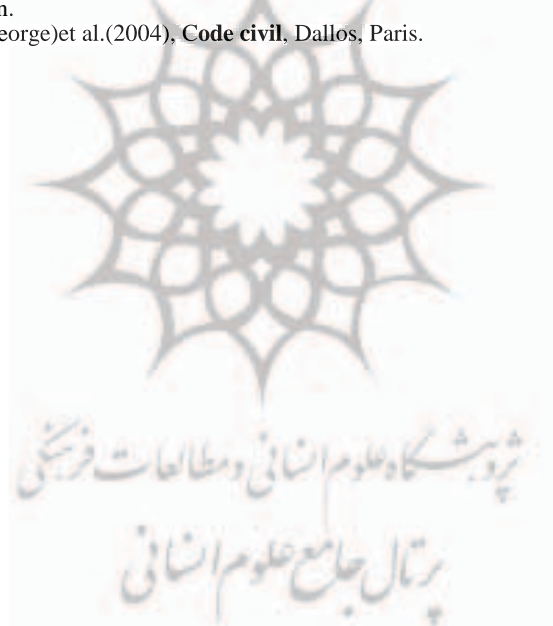 n.
eorge)et al.(2004), Code civil, Dallos, Paris.
پژوهشگاه علوم انسانی و مطالعات فرهنگی
پرتال جامع علوم انسانی